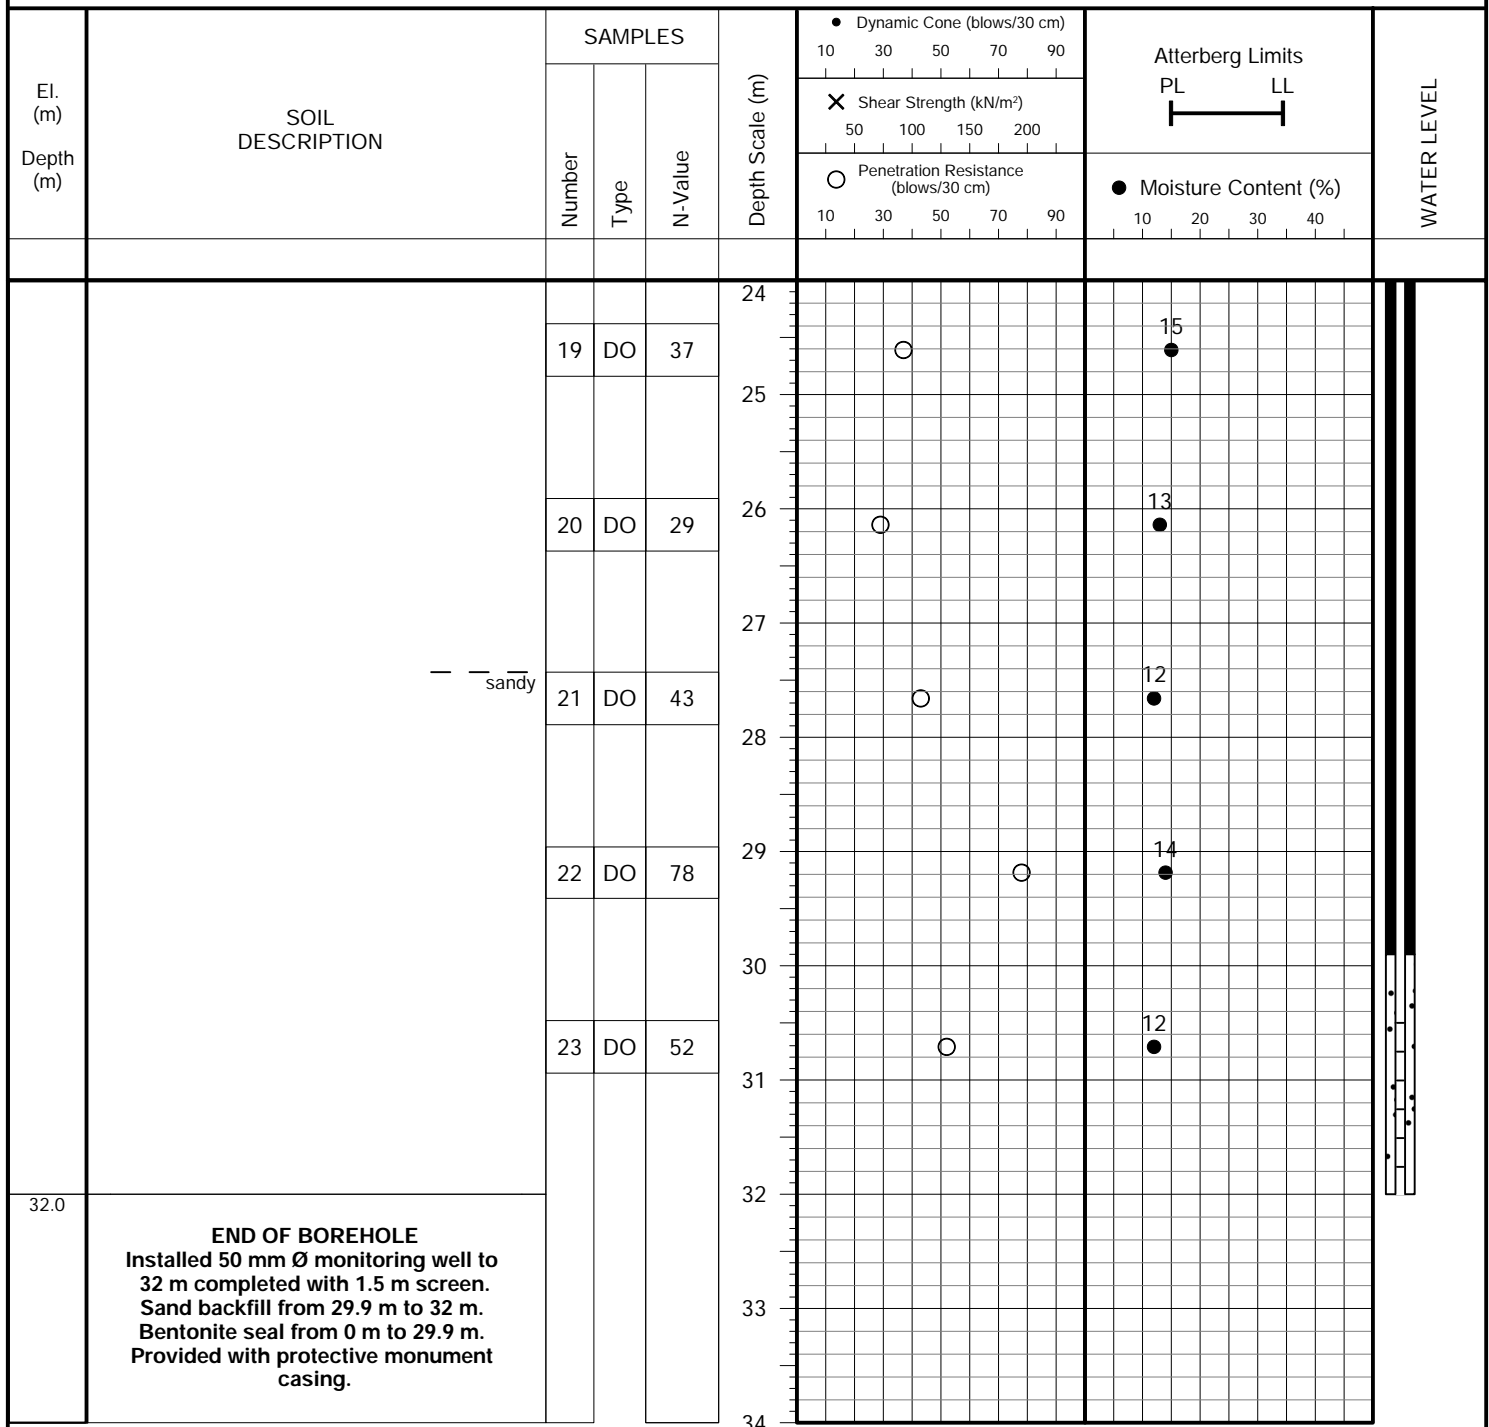 El.
(m)
Depth
(m)
SOIL
DESCRIPTION
SAMPLES
Number
Type
N-Value
Depth Scale (m)
Dynamic Cone (blows/30 cm)
10 30 50 70 90
Shear Strength (kN/m²)
50 100 150 200
Penetration Resistance
(blows/30 cm)
10 30 50 70 90
Atterberg Limits
PL LL
Moisture Content (%)
10 20 30 40
WATER LEVEL
24
19 DO 37
15
25
26
20 DO 29
13
27
sandy
21 DO 43
12
28
29
22 DO 78
14
30
23 DO 52
12
31
32
32.0
END OF BOREHOLE
Installed 50 mm Ø monitoring well to
32 m completed with 1.5 m screen.
Sand backfill from 29.9 m to 32 m.
Bentonite seal from 0 m to 29.9 m.
Provided with protective monument
casing.
33
34